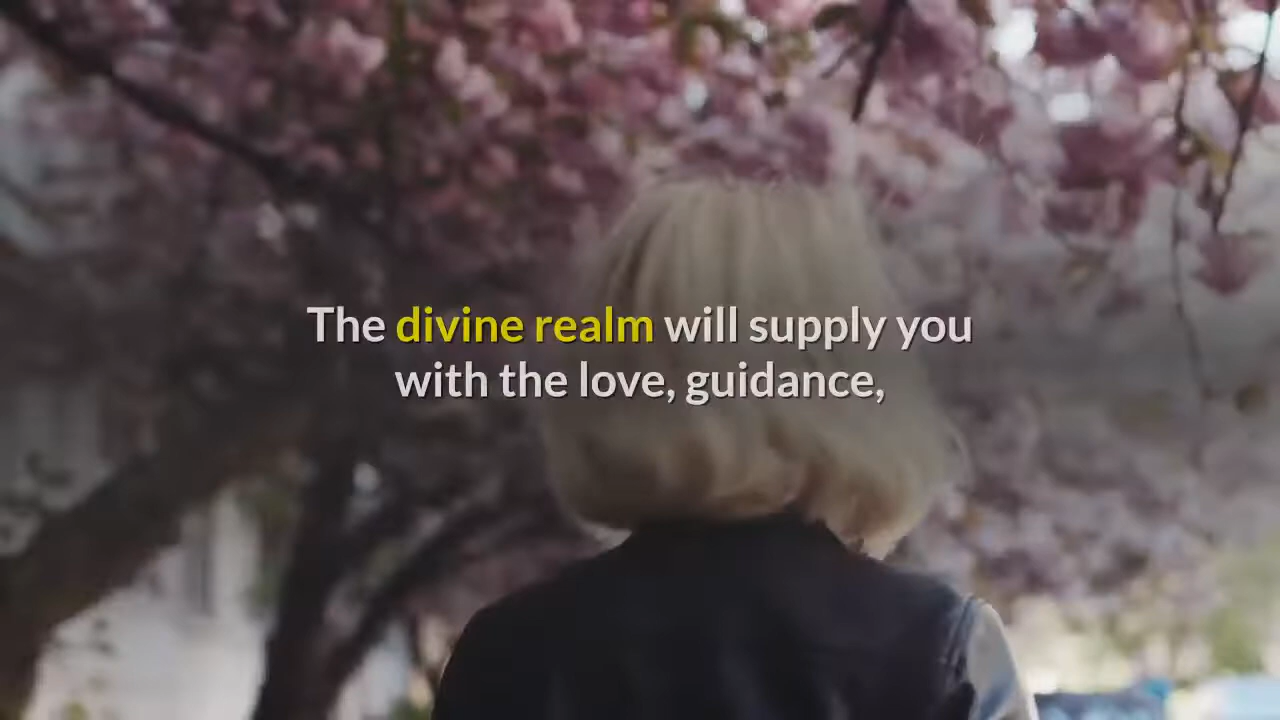 The divine realm will supply you
with the love, guidance,